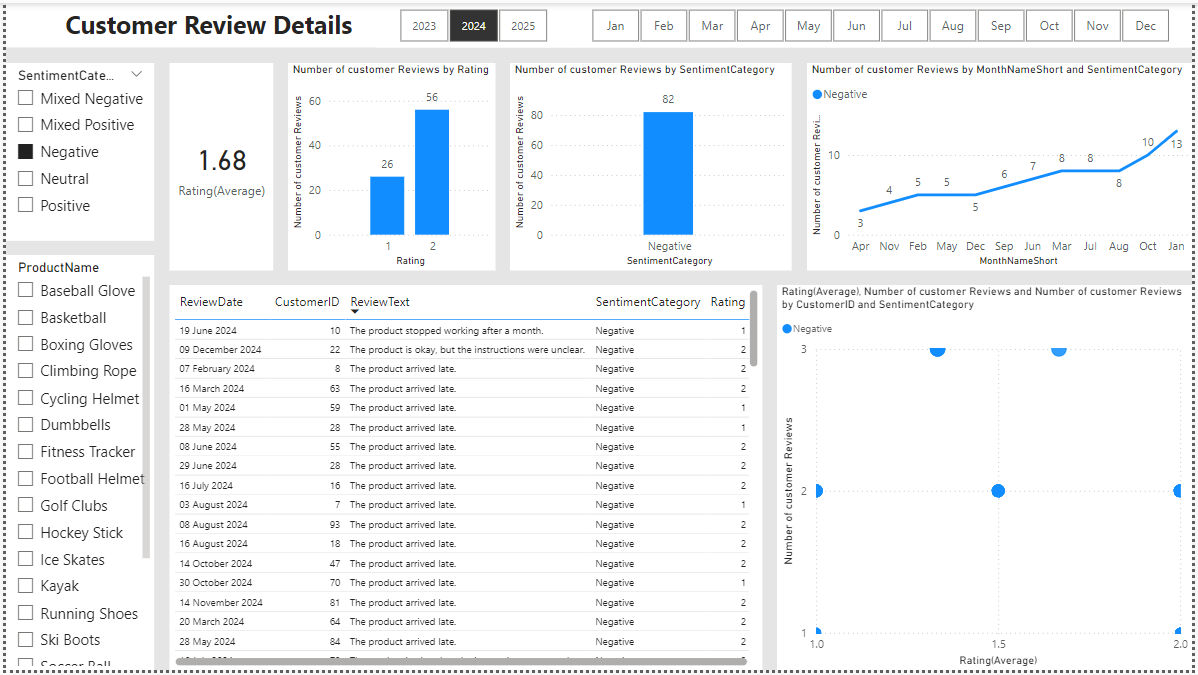 Customer Review Details
2023 2024 2025
Jan Feb Mar Apr May Jun Jul Aug Sep Oct Nov Dec
SentimentCate...
Mixed Negative
Mixed Positive
Negative
Neutral
Positive
1.68
Rating(Average)
Number of customer Reviews by Rating
Number of customer Reviews
60
40
20
0
26
56
1 2
Rating
Number of customer Reviews by SentimentCategory
Number of customer Reviews
80
60
40
20
0
82
Negative
SentimentCategory
Number of customer Reviews by MonthNameShort and SentimentCategory
Negative
Number of customer Revi...
10
0
3 4 5 5 5 6 7 8 8 8 10 13
Apr Nov Feb May Dec Sep Jun Mar Jul Aug Oct Jan
MonthNameShort
ProductName
Baseball Glove
Basketball
Boxing Gloves
Climbing Rope
Cycling Helmet
Dumbbells
Fitness Tracker
Football Helmet
Golf Clubs
Hockey Stick
Ice Skates
Kayak
Running Shoes
Ski Boots
Soccer Ball
ReviewDate CustomerID ReviewText SentimentCategory Rating
19 June 2024 10 The product stopped working after a month. Negative 1
09 December 2024 22 The product is okay, but the instructions were unclear. Negative 2
07 February 2024 8 The product arrived late. Negative 2
16 March 2024 63 The product arrived late. Negative 2
01 May 2024 59 The product arrived late. Negative 1
28 May 2024 28 The product arrived late. Negative 1
08 June 2024 55 The product arrived late. Negative 2
29 June 2024 28 The product arrived late. Negative 2
16 July 2024 16 The product arrived late. Negative 2
03 August 2024 7 The product arrived late. Negative 1
08 August 2024 93 The product arrived late. Negative 2
16 August 2024 18 The product arrived late. Negative 2
14 October 2024 47 The product arrived late. Negative 2
30 October 2024 70 The product arrived late. Negative 1
14 November 2024 81 The product arrived late. Negative 2
20 March 2024 64 The product arrived late. Negative 2
28 May 2024 84 The product arrived late. Negative 2
Rating(Average), Number of customer Reviews and Number of customer Reviews
by CustomerID and SentimentCategory
Negative
Number of customer Reviews
3
2
1
1.0 1.5 2.0
Rating(Average)